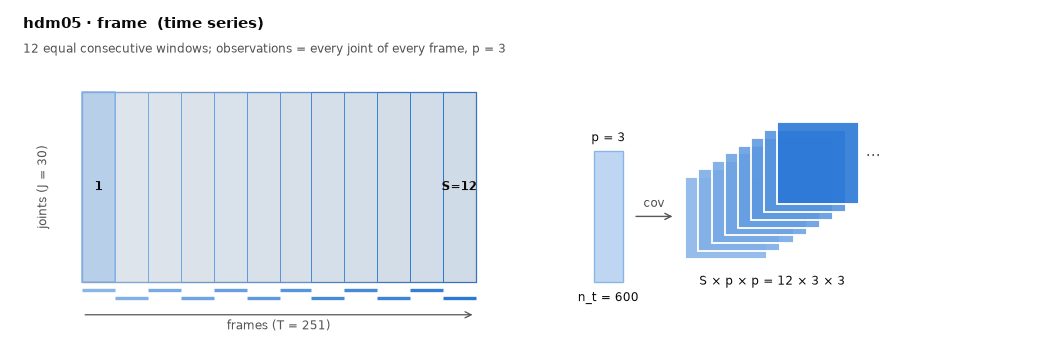 hdm05 · frame  (time series)
12 equal consecutive windows; observations = every joint of every frame, p = 3
joints (J = 30)
1
S=12
frames (T = 251)
p = 3
n_t = 600
cov
...
S × p × p = 12 × 3 × 3